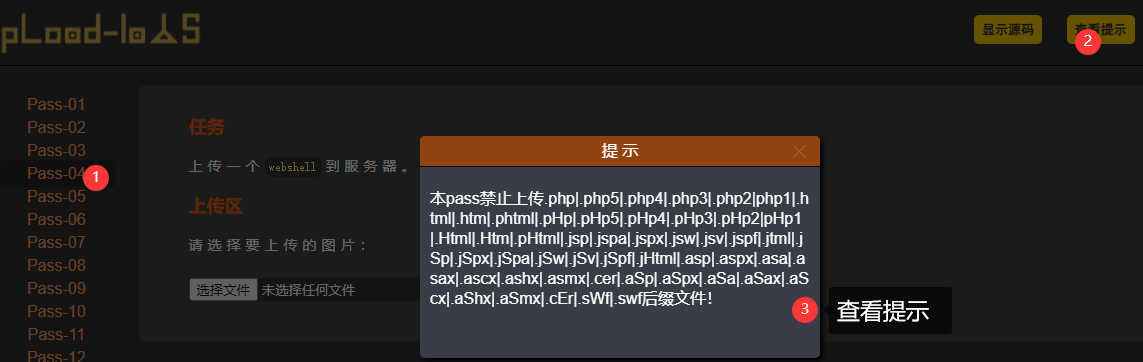 pLoad-labS
显示源码
查看提示
2
Pass-01
Pass-02
Pass-03
Pass-04
1
Pass-05
Pass-06
Pass-07
Pass-08
Pass-09
Pass-10
Pass-11
Pass-12
任务
上传一个 webshell 到服务器。
上传区
请选择要上传的图片：
选择文件 未选择任何文件
提示
本pass禁止上传.php|.php5|.php4|.php3|.php2|php1|.h
tml|.htm|.phtml|.pHp|.pHp5|.pHp4|.pHp3|.pHp2|pHp1
|.Html|.Htm|.pHtml|.jsp|.jspa|.jspx|.jsw|.jsv|.jspf|.jtml|.j
Sp|.jSpx|.jSpa|.jSw|.jSv|.jSpf|.jHtml|.asp|.aspx|.asa|.a
sax|.ascx|.ashx|.asmx|.cer|.aSp|.aSpx|.aSa|.aSax|.aS
cx|.aShx|.aSmx|.cEr|.sWf|.swf后缀文件！
3
查看提示